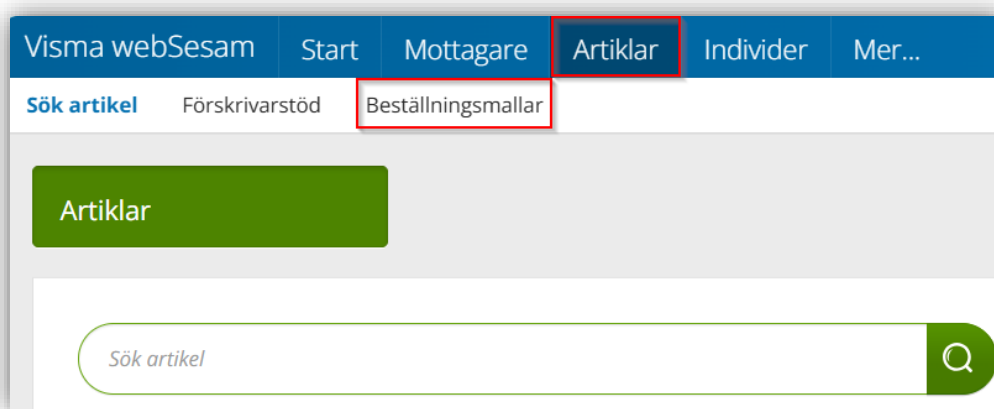 Visma webSesam Start Mottagare Artiklar Individer Mer...
Sök artikel Förskrivarstöd Beställningsmallar
Artiklar
Sök artikel